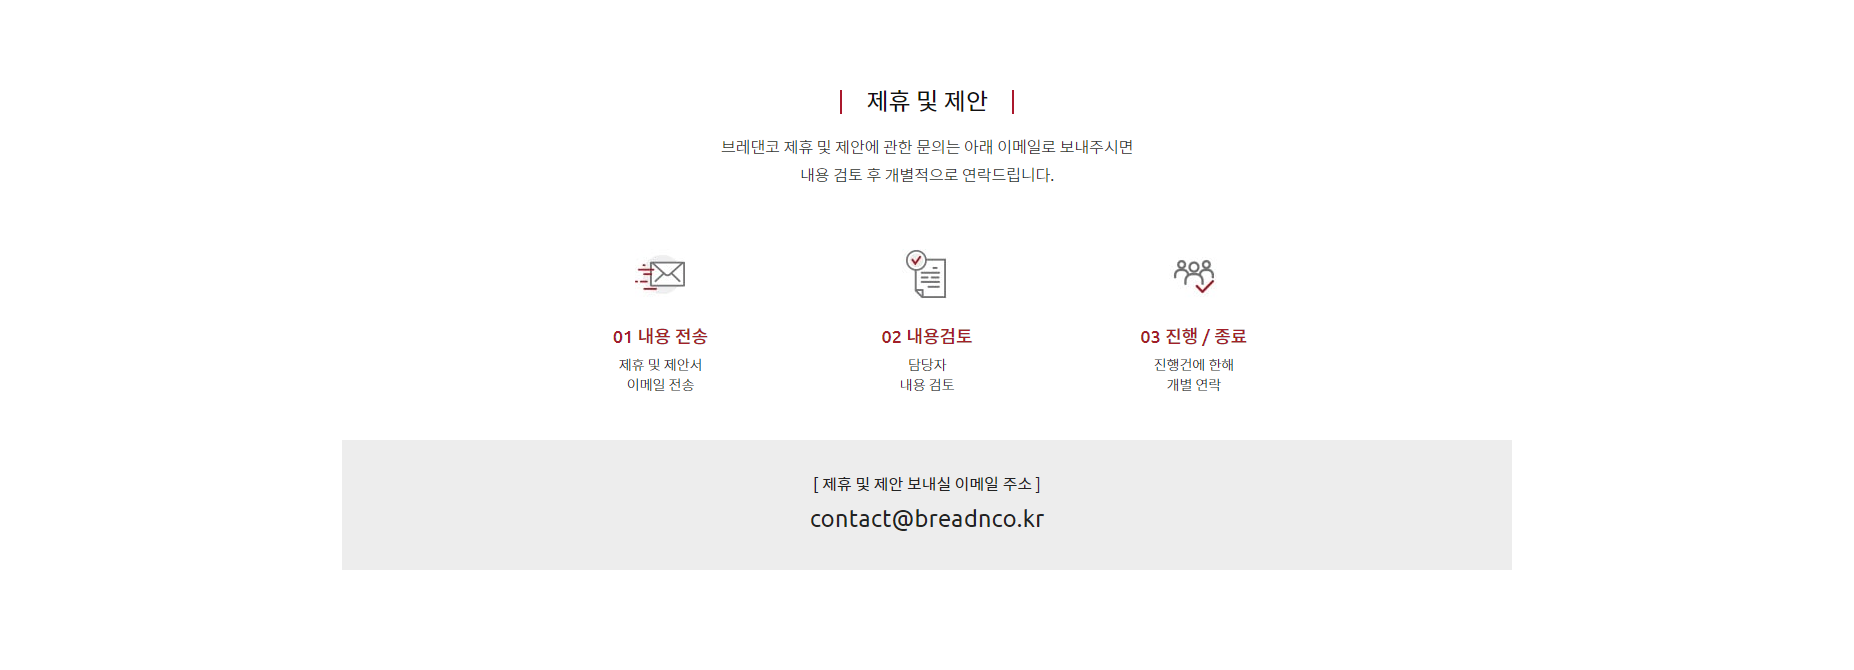 제휴 및 제안
브레댄코 제휴 및 제안에 관한 문의는 아래 이메일로 보내주시면
내용 검토 후 개별적으로 연락드립니다.
01 내용 전송
제휴 및 제안서
이메일 전송
02 내용검토
담당자
내용 검토
03 진행 / 종료
진행건에 한해
개별 연락
[ 제휴 및 제안 보내실 이메일 주소 ]
contact@breadnco.kr